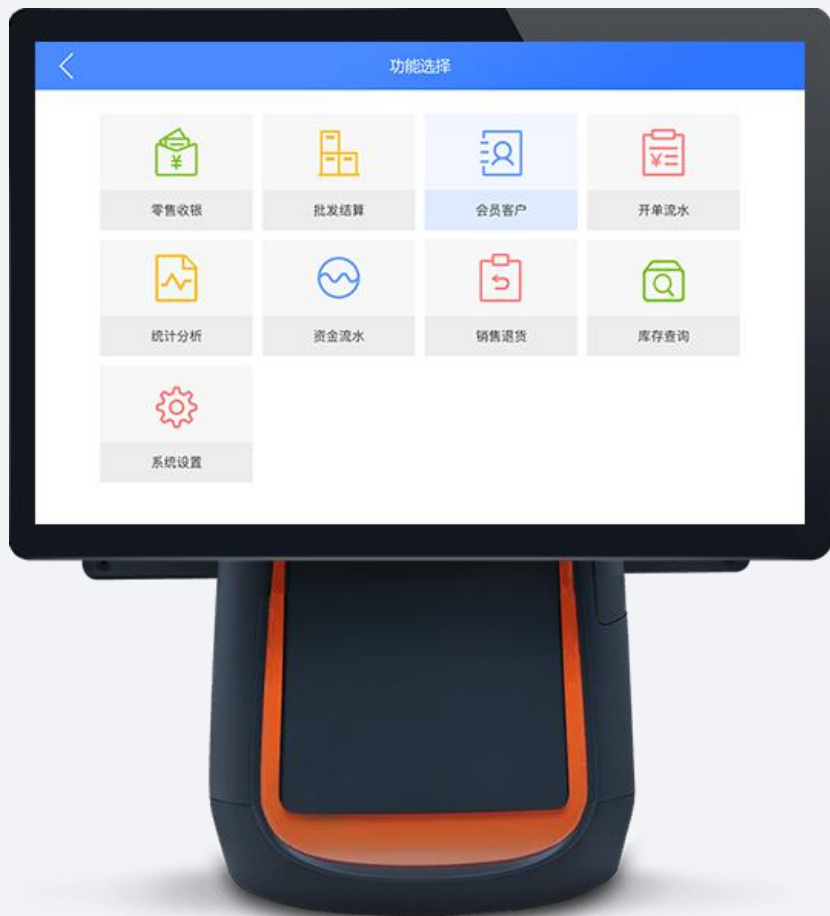 功能选择
零售收银
批发结算
会员客户
开单流水
统计分析
资金流水
销售退货
库存查询
系统设置